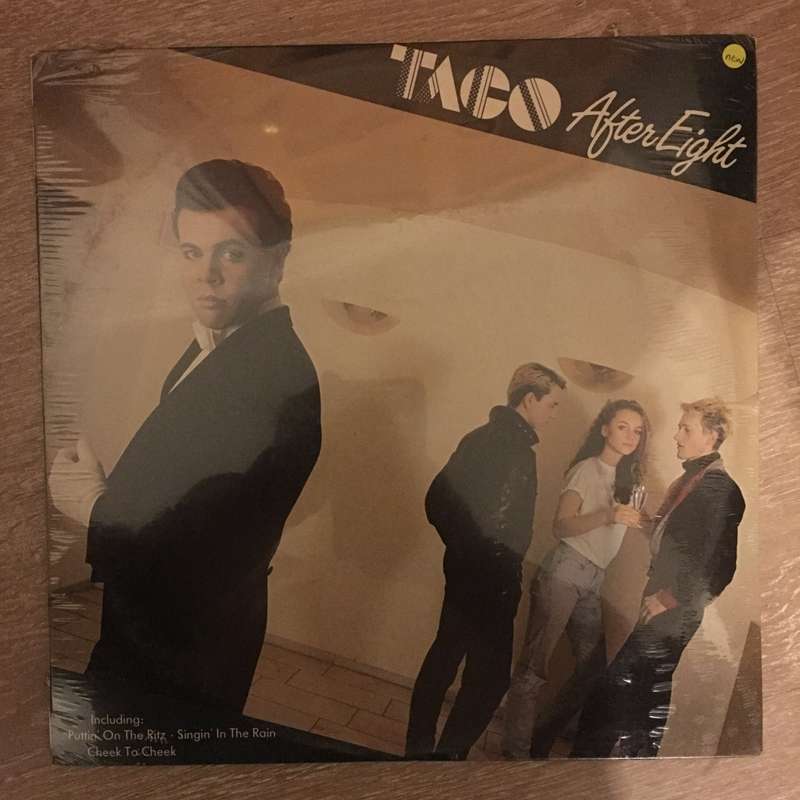 TACO After Eight
new
Including:
Puttin' On The Ritz · Singin' In The Rain
Cheek To Cheek